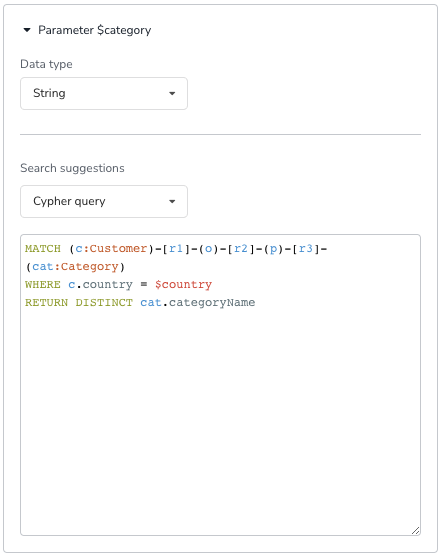 Parameter $category
Data type
String
Search suggestions
Cypher query
MATCH (c:Customer)-[r1]-(o)-[r2]-(p)-[r3]-
(cat:Category)
WHERE c.country = $country
RETURN DISTINCT cat.categoryName